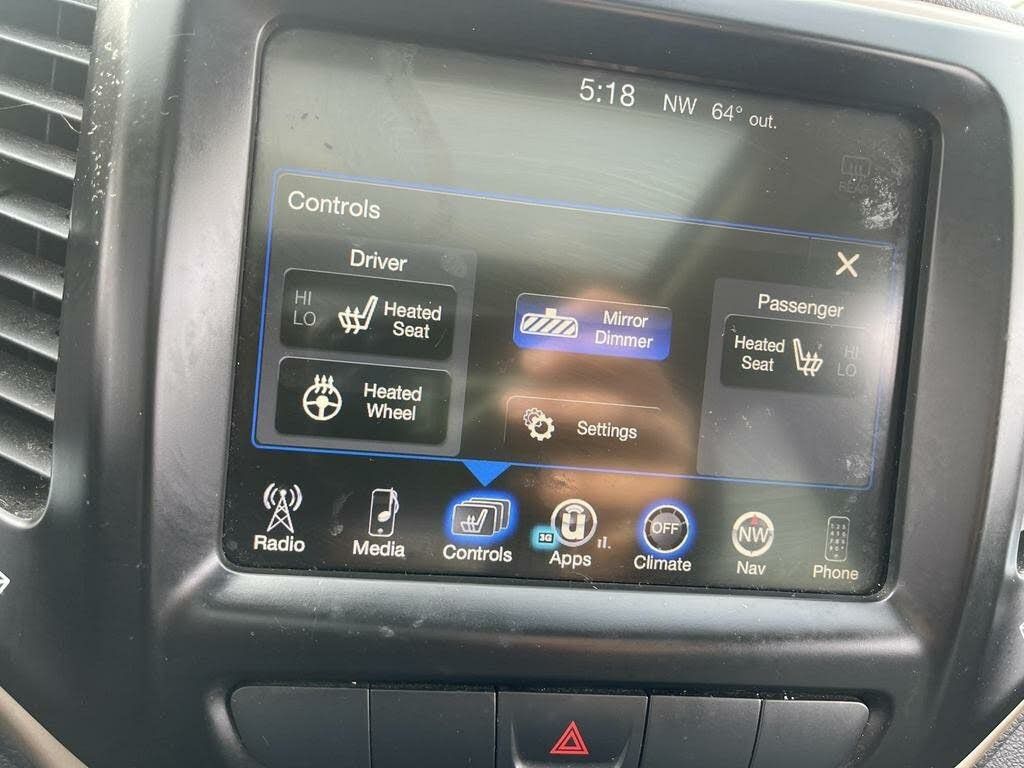 5:18 NW 64° out.
REAR
Controls
Driver
HI
LO
Heated
Seat
Heated
Wheel
Mirror
Dimmer
Settings
Passenger
Heated
Seat
HI
LO
Radio
Media
Controls
3G
Apps
OFF
Climate
NW
Nav
Phone